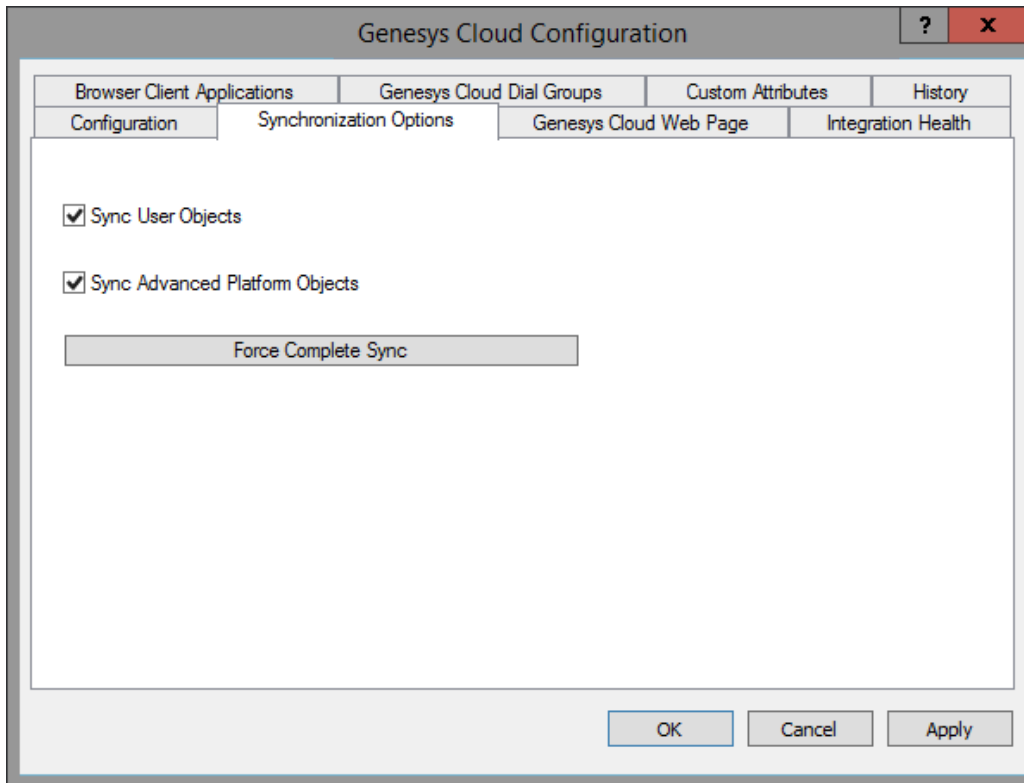 Genesys Cloud Configuration
?
x
Browser Client Applications
Genesys Cloud Dial Groups
Custom Attributes
History
Configuration
Synchronization Options
Genesys Cloud Web Page
Integration Health
Sync User Objects
Sync Advanced Platform Objects
Force Complete Sync
OK
Cancel
Apply